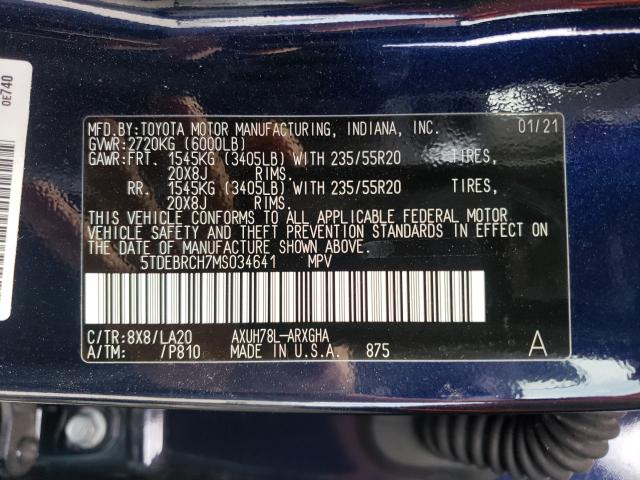 0E740
MFD.BY:TOYOTA MOTOR MANUFACTURING, INDIANA, INC. 01/21
GVWR:2720KG (6000LB)
GAWR:FRT. 1545KG (3405LB) WITH 235/55R20 TIRES,
20X8J RIMS.
RR. 1545KG (3405LB) WITH 235/55R20 TIRES,
20X8J RIMS.
THIS VEHICLE CONFORMS TO ALL APPLICABLE FEDERAL MOTOR
VEHICLE SAFETY AND THEFT PREVENTION STANDARDS IN EFFECT ON
THE DATE OF MANUFACTURE SHOWN ABOVE.
5TDEBRCH7MS034641 MPV
C/TR:8X8/LA20 AXUH78L-ARXGHA
A/TM: /P810 MADE IN U.S.A. 875 A